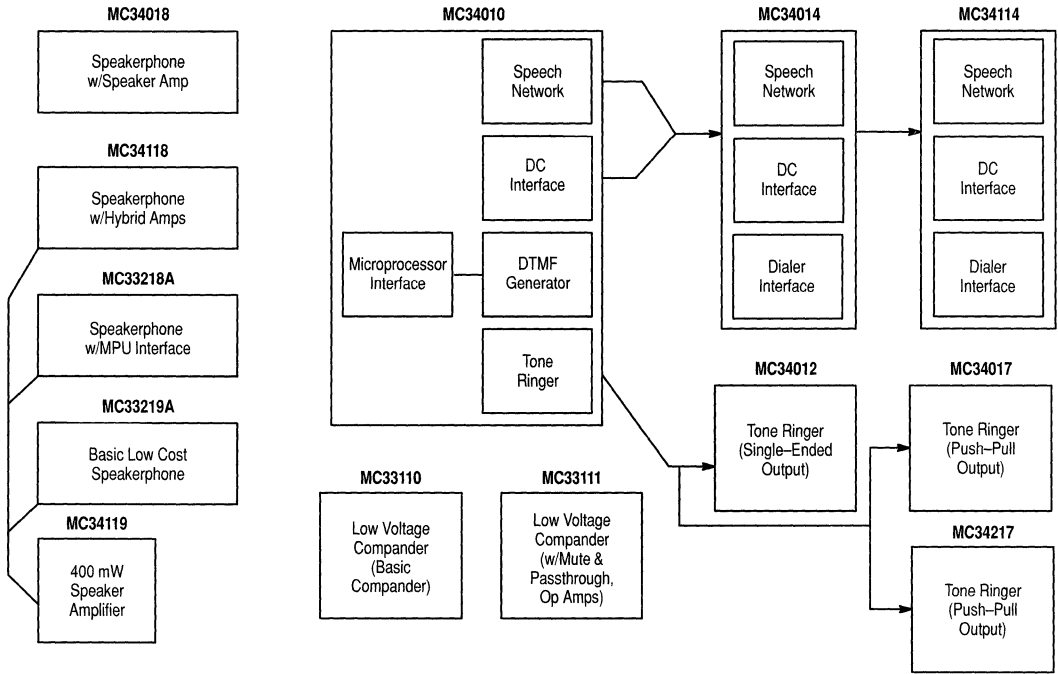 MC34018
Speakerphone
w/Speaker Amp
MC34118
Speakerphone
w/Hybrid Amps
MC33218A
Speakerphone
w/MPU Interface
MC33219A
Basic Low Cost
Speakerphone
MC34119
400 mW
Speaker
Amplifier
MC34010
Speech
Network
DC
Interface
Microprocessor
Interface
DTMF
Generator
Tone
Ringer
MC33110
Low Voltage
Compander
(Basic
Compander)
MC33111
Low Voltage
Compander
(w/Mute &
Passthrough,
Op Amps)
MC34014
Speech
Network
DC
Interface
Dialer
Interface
MC34114
Speech
Network
DC
Interface
Dialer
Interface
MC34012
Tone Ringer
(Single–Ended
Output)
MC34017
Tone Ringer
(Push–Pull
Output)
MC34217
Tone Ringer
(Push–Pull
Output)